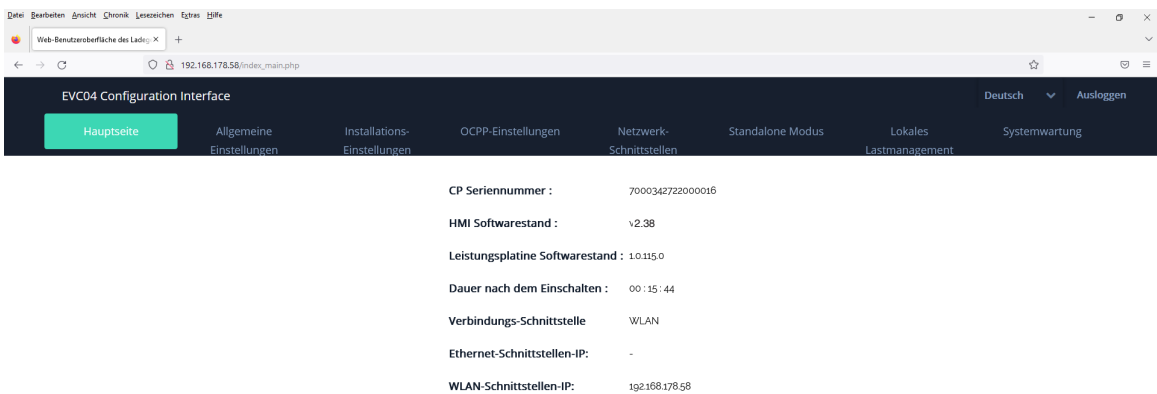 Datei Bearbeiten Ansicht Chronik Lesezeichen Extras Hilfe
Web-Benutzeroberfläche des Ladeg
192.168.178.58/index_main.php
EVC04 Configuration Interface
Deutsch Ausloggen
Hauptseite Allgemeine Einstellungen Installations-Einstellungen OCPP-Einstellungen Netzwerk-Schnittstellen Standalone Modus Lokales Lastmanagement Systemwartung
CP Seriennummer : 7000342722000016
HMI Softwarestand : v2.38
Leistungsplatine Softwarestand : 1.0.115.0
Dauer nach dem Einschalten : 00 : 15 : 44
Verbindungs-Schnittstelle WLAN
Ethernet-Schnittstellen-IP: -
WLAN-Schnittstellen-IP: 192.168.178.58